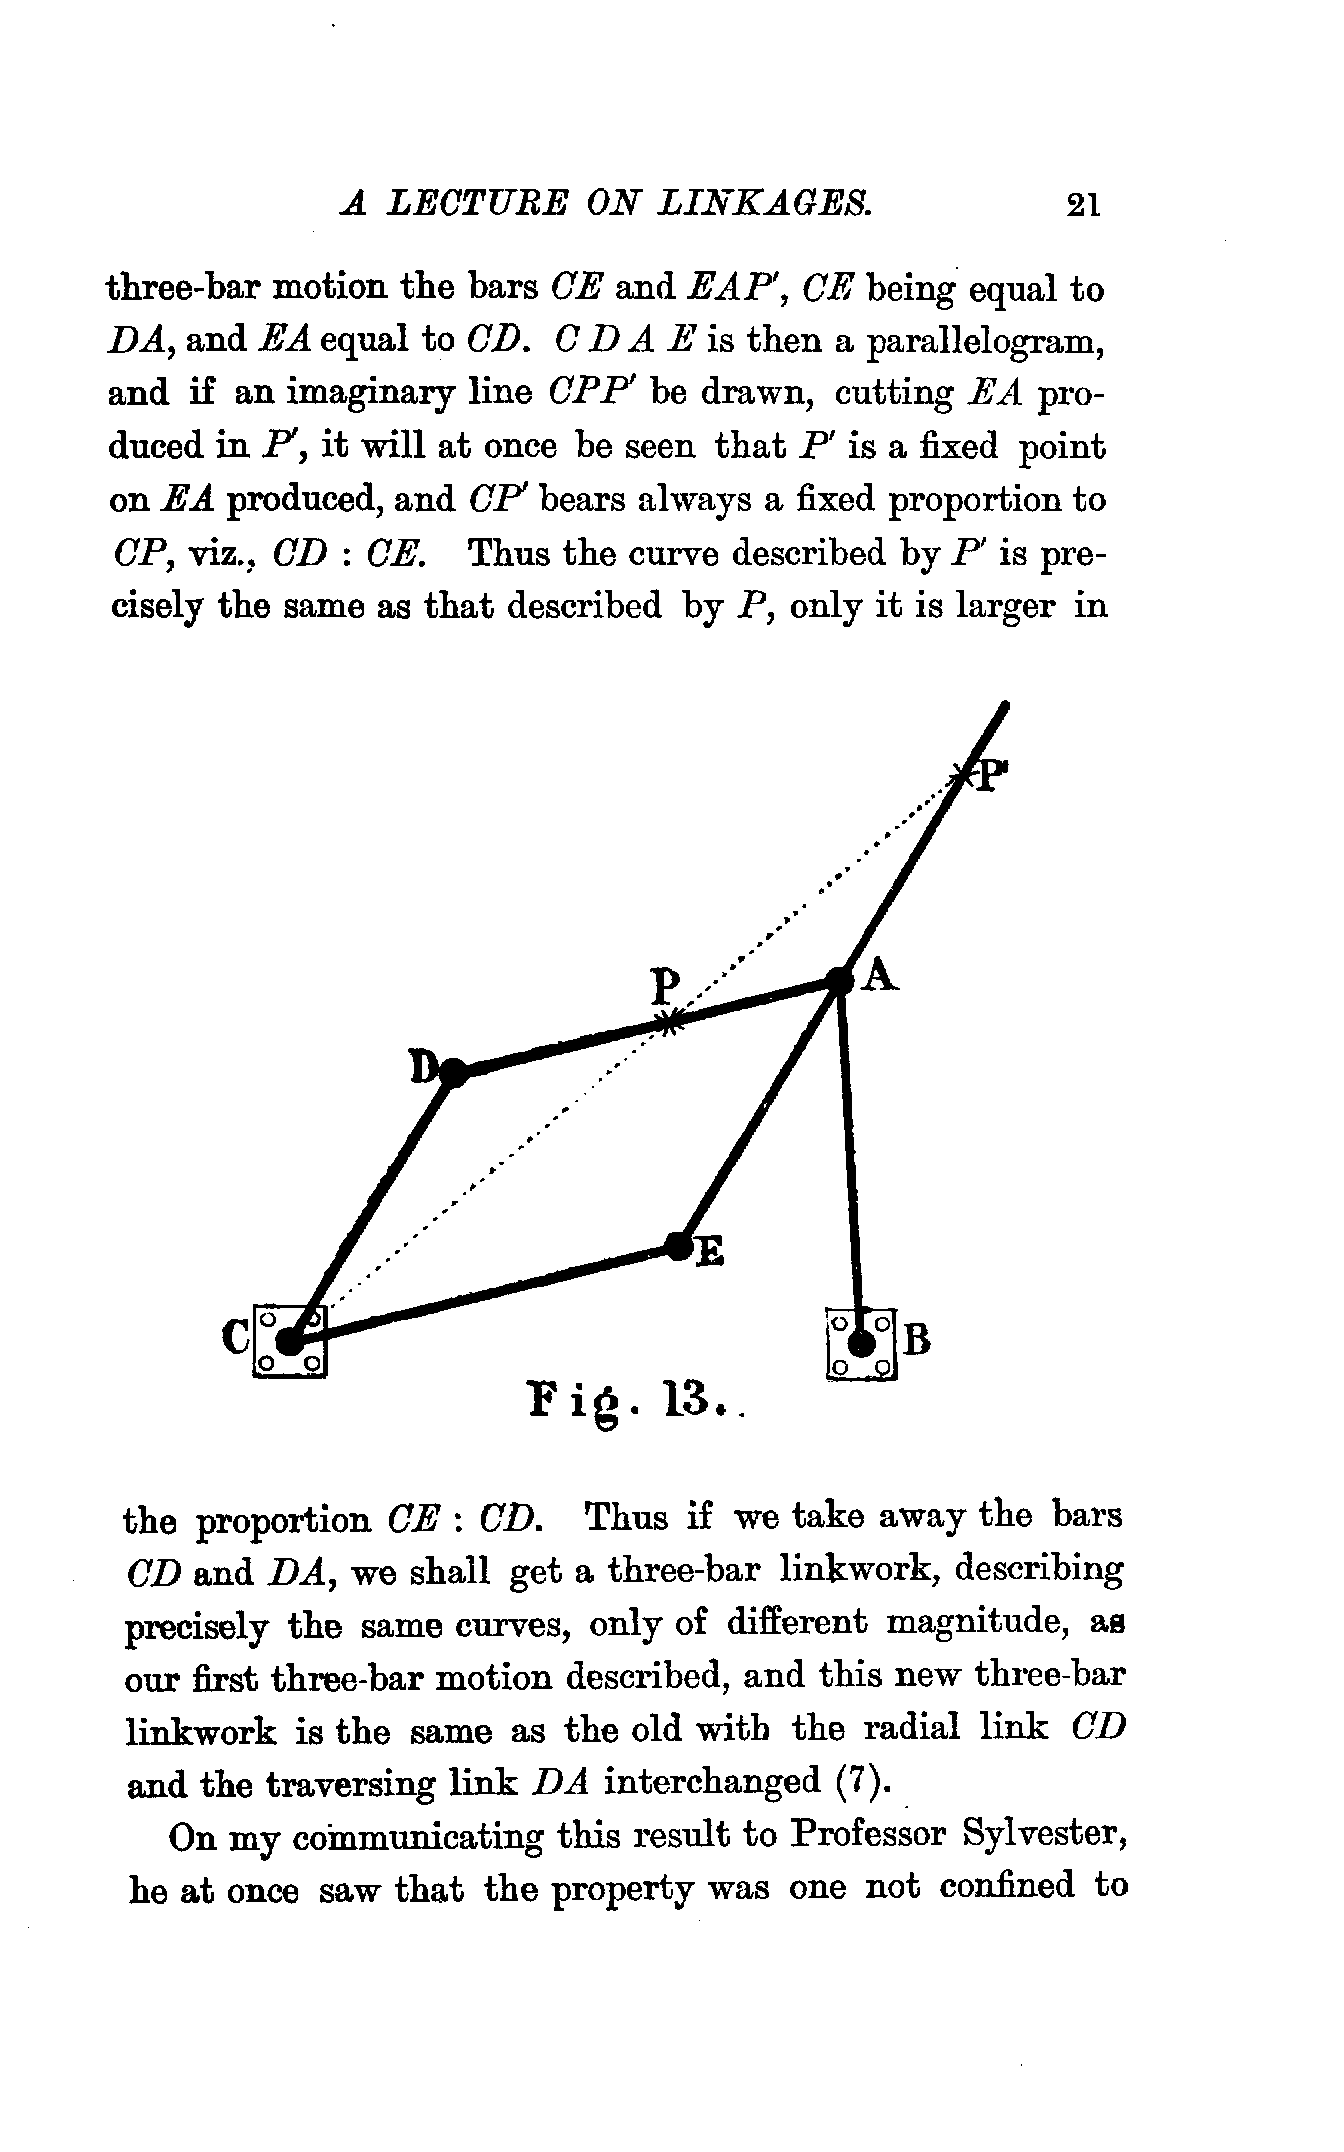 A LECTURE ON LINKAGES. 21
three-bar motion the bars CE and EAP', CE being equal to
DA, and EA equal to CD. C D A E is then a parallelogram,
and if an imaginary line CPP' be drawn, cutting EA pro-
duced in P', it will at once be seen that P' is a fixed point
on EA produced, and CP' bears always a fixed proportion to
CP, viz., CD : CE. Thus the curve described by P' is pre-
cisely the same as that described by P, only it is larger in
P'
P
A
D
E
C
B
Fig. 13.
the proportion CE : CD. Thus if we take away the bars
CD and DA, we shall get a three-bar linkwork, describing
precisely the same curves, only of different magnitude, as
our first three-bar motion described, and this new three-bar
linkwork is the same as the old with the radial link CD
and the traversing link DA interchanged (7).
On my communicating this result to Professor Sylvester,
he at once saw that the property was one not confined to